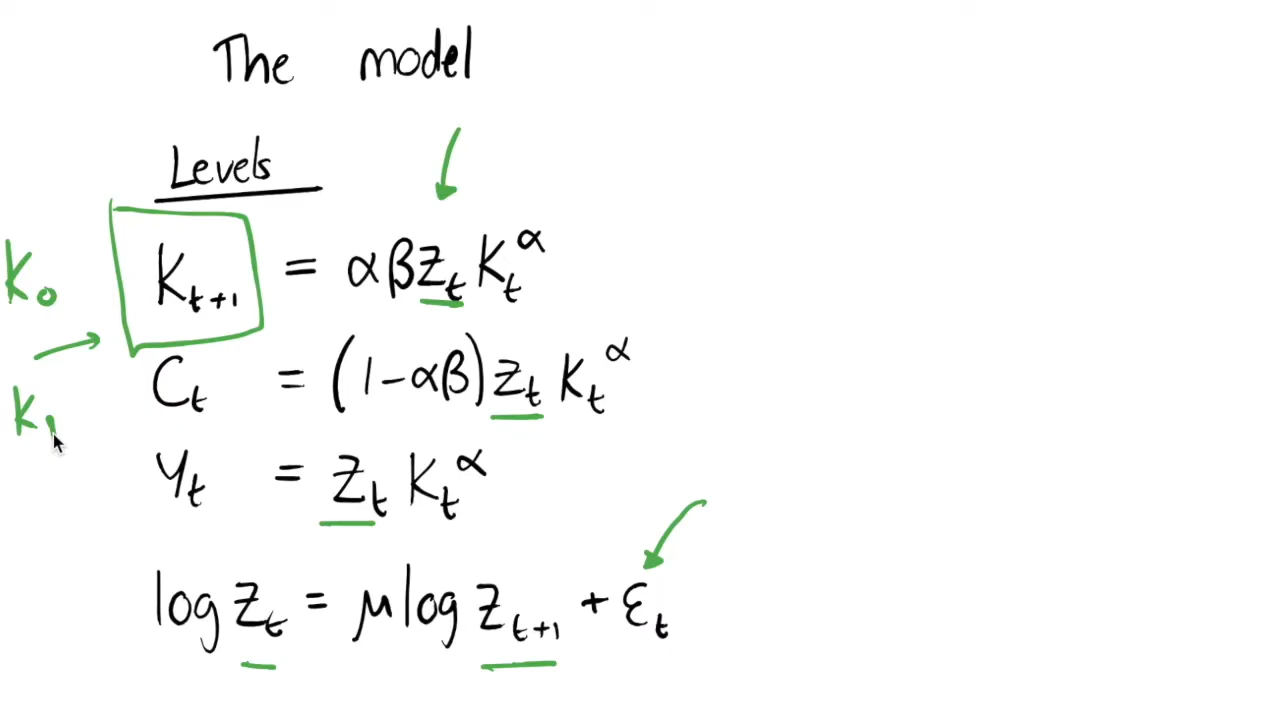 The model
Levels
K₀
K_{t+1} = αβz_t K_t^α
K₁
C_t = (1-αβ)z_t K_t^α
Y_t = z_t K_t^α
log z_t = μ log z_{t+1} + ε_t